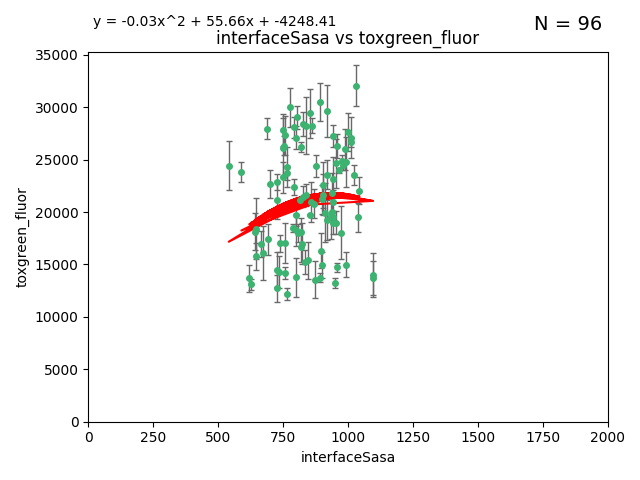 y = -0.03x^2 + 55.66x + -4248.41
N = 96
interfaceSasa vs toxgreen_fluor
35000
30000
25000
20000
15000
10000
5000
0
toxgreen_fluor
0 250 500 750 1000 1250 1500 1750 2000
interfaceSasa